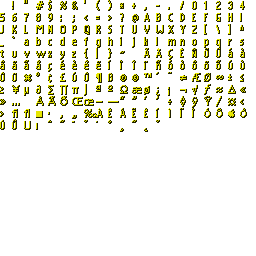 ! " # $ % & ' ( ) * + , - . / 0 1 2 3 4
5 6 7 8 9 : ; < = > ? @ A B C D E F G H I
J K L M N O P Q R S T U V W X Y Z [ \ ] ^
_ ` a b c d e f g h i j k l m n o p q r s
t u v w x y z { | } ~ Ä Å Ç É Ñ Ö Ü á à
â ä ã å ç é è ê ë í ì î ï ñ ó ò ô ö õ ú ù
û ü ° ¢ £ § ¶ ß ® © ™ ´ ¨ ≠ Æ Ø ∞ ± ≤
≥ ¥ µ ∂ ∑ ∏ π ∫ ª º Ω æ ø ¿ ¡ ¬ √ ƒ ≈ ∆ «
» … À Ã Õ Œ œ – — “ ” ‘ ’ ÷ ◊ ÿ Ÿ ⁄ ¤ ‹
› ﬁ ﬂ · ‚ „ ‰ Â Ê Á Ë È Í Î Ï Ì Ó Ô Ò
Ú Û Ù ı ˆ ˜ ¯ ˘ ˙ ˚ ¸ ˝ ˛ ˇ